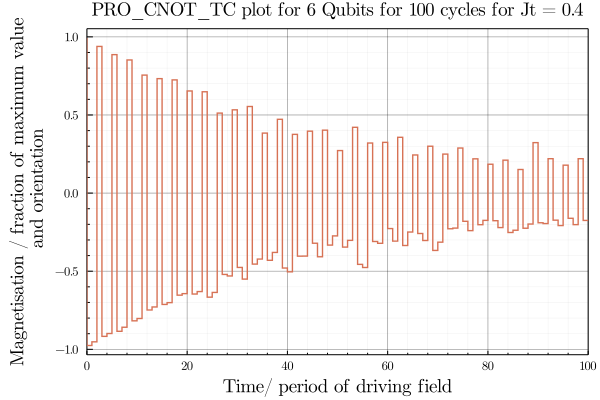 PRO_CNOT_TC plot for 6 Qubits for 100 cycles for Jt = 0.4
Magnetisation / fraction of maximum value
and orientation
1.0
0.5
0.0
−0.5
−1.0
0 20 40 60 80 100
Time/ period of driving field